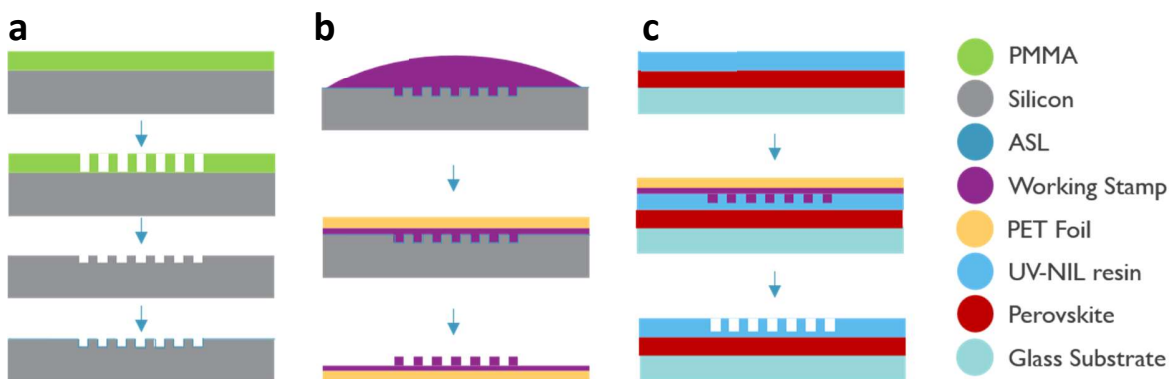 a
b
c
PMMA
Silicon
ASL
Working Stamp
PET Foil
UV-NIL resin
Perovskite
Glass Substrate